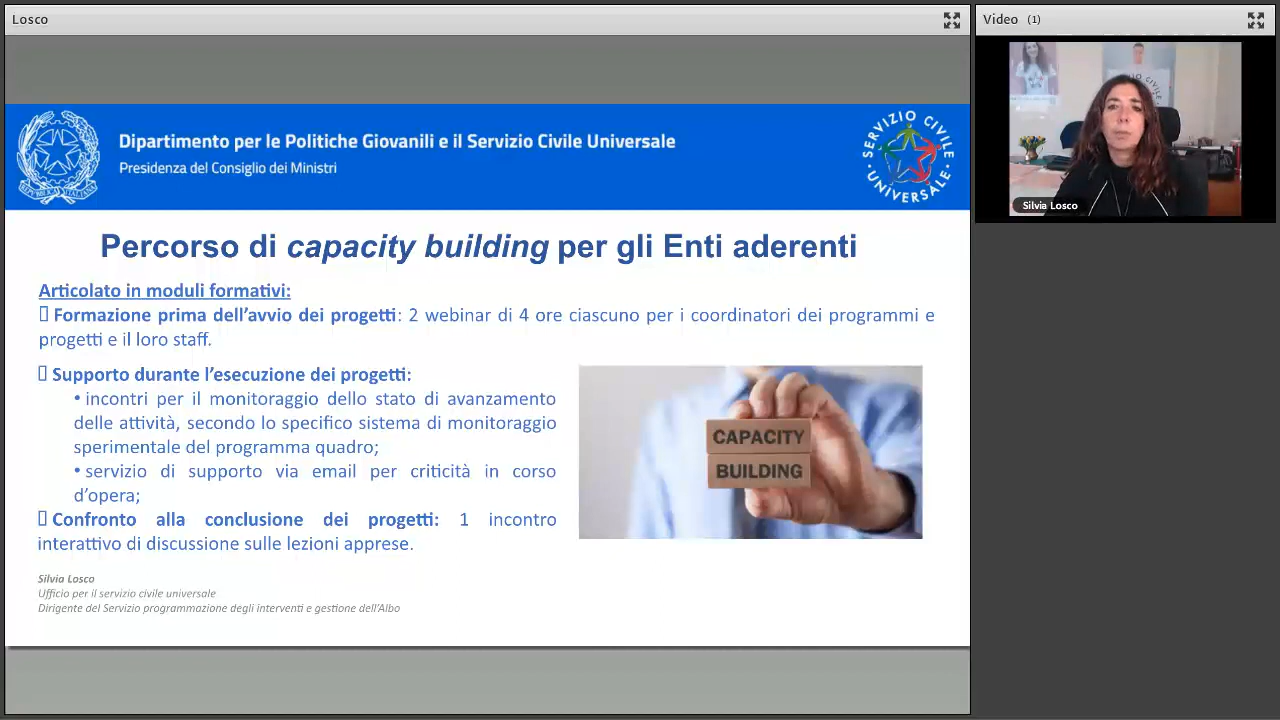 Losco
Video (1)
Dipartimento per le Politiche Giovanili e il Servizio Civile Universale
Presidenza del Consiglio dei Ministri
SERVIZIO CIVILE
• UNIVERSALE •
Silvia Losco
Percorso di capacity building per gli Enti aderenti
Articolato in moduli formativi:
Formazione prima dell’avvio dei progetti: 2 webinar di 4 ore ciascuno per i coordinatori dei programmi e
progetti e il loro staff.
Supporto durante l’esecuzione dei progetti:
• incontri per il monitoraggio dello stato di avanzamento
delle attività, secondo lo specifico sistema di monitoraggio
sperimentale del programma quadro;
• servizio di supporto via email per criticità in corso
d’opera;
Confronto alla conclusione dei progetti: 1 incontro
interattivo di discussione sulle lezioni apprese.
CAPACITY
BUILDING
Silvia Losco
Ufficio per il servizio civile universale
Dirigente del Servizio programmazione degli interventi e gestione dell’Albo